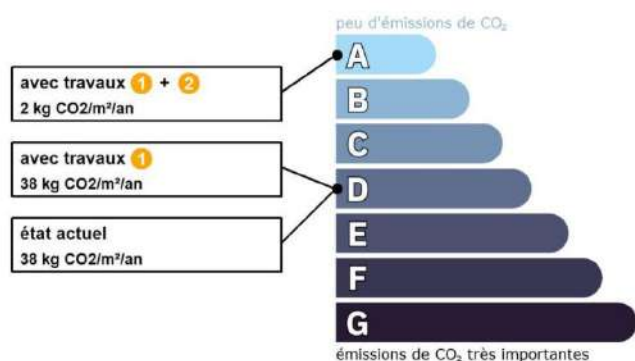 peu d'émissions de CO₂
A
avec travaux 1 + 2
2 kg CO2/m²/an
B
C
avec travaux 1
38 kg CO2/m²/an
D
état actuel
38 kg CO2/m²/an
E
F
G
émissions de CO₂ très importantes